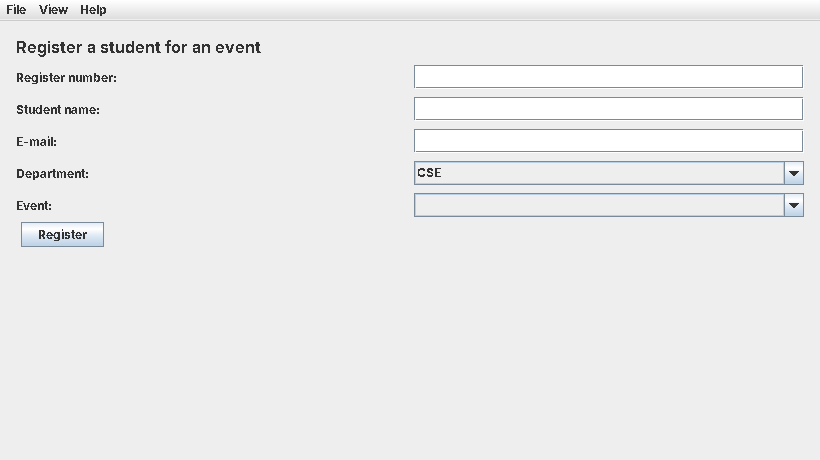 File View Help
Register a student for an event
Register number:
Student name:
E-mail:
Department: CSE
Event:
Register